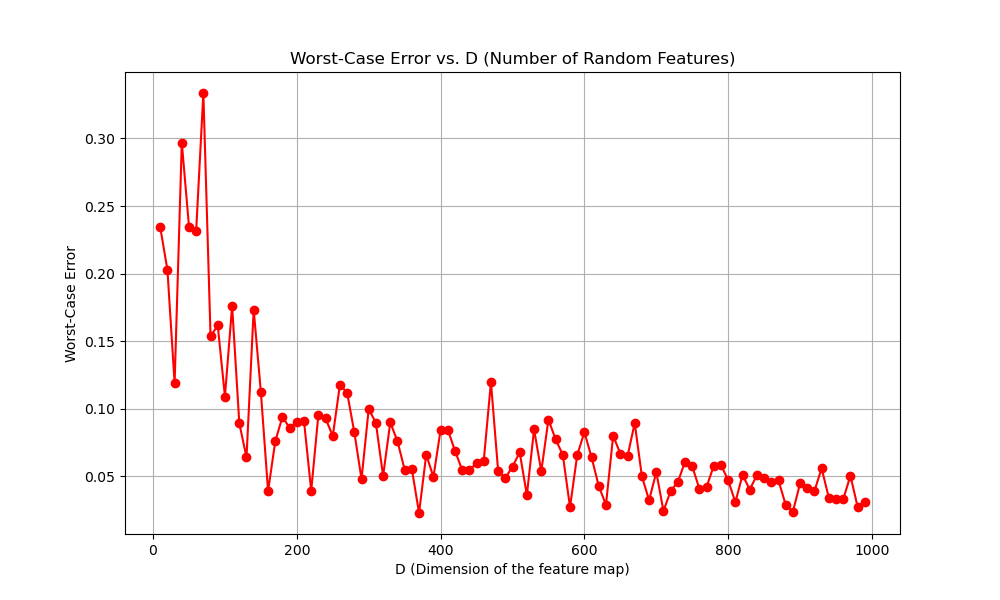 Worst-Case Error vs. D (Number of Random Features)
Worst-Case Error
0.30
0.25
0.20
0.15
0.10
0.05
0 200 400 600 800 1000
D (Dimension of the feature map)